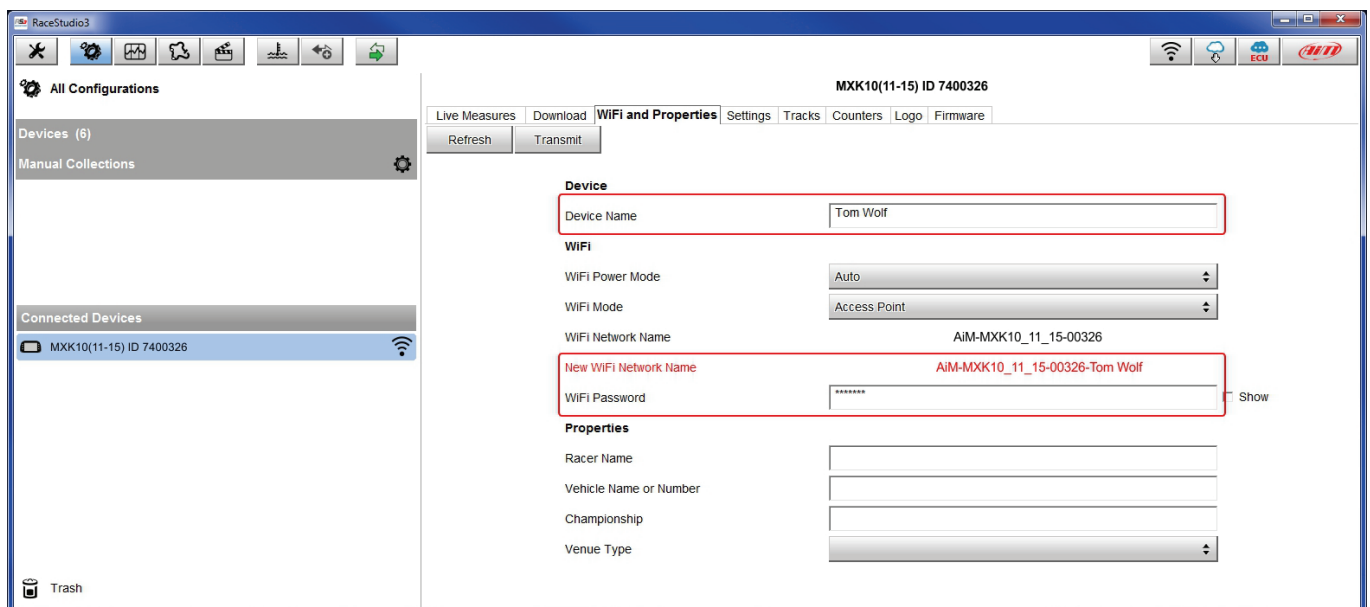 RaceStudio3
ECU
AiM
All Configurations
MXK10(11-15) ID 7400326
Live Measures Download WiFi and Properties Settings Tracks Counters Logo Firmware
Devices (6)
Refresh Transmit
Manual Collections
Device
Device Name Tom Wolf
WiFi
WiFi Power Mode Auto
WiFi Mode Access Point
Connected Devices
WiFi Network Name AiM-MXK10_11_15-00326
MXK10(11-15) ID 7400326
New WiFi Network Name AiM-MXK10_11_15-00326-Tom Wolf
WiFi Password ******* Show
Properties
Racer Name
Vehicle Name or Number
Championship
Venue Type
Trash